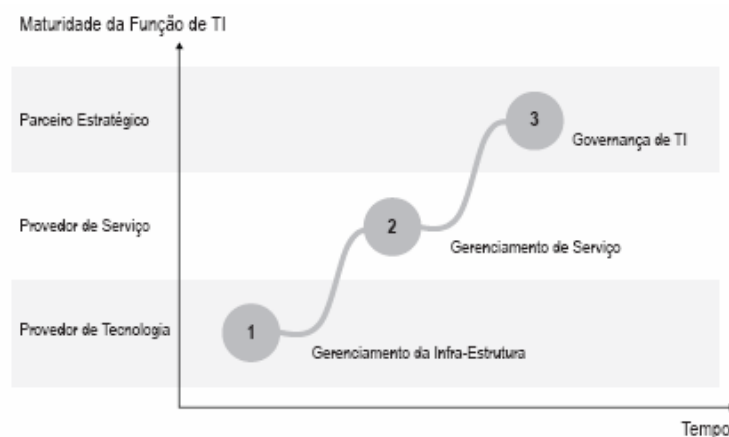 Maturidade da Função de TI
Parceiro Estratégico
3
Governança de TI
Provedor de Serviço
2
Gerenciamento de Serviço
Provedor de Tecnologia
1
Gerenciamento da Infra-Estrutura
Tempo